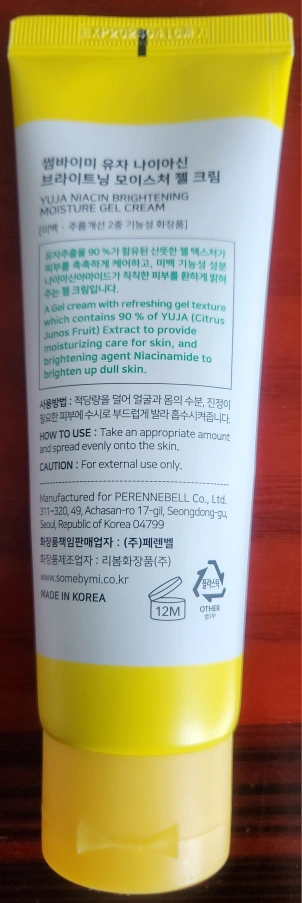 썸바이미 유자 나이아신
브라이트닝 모이스처 젤 크림
YUJA NIACIN BRIGHTENING
MOISTURE GEL CREAM
[미백 · 주름개선 2중 기능성 화장품]
유자추출물 90 %가 함유된 산뜻한 젤 텍스처가
피부를 촉촉하게 케어하고, 미백 기능성 성분
나이아신아마이드가 칙칙한 피부를 환하게 밝혀
주는 젤 크림입니다.
A Gel cream with refreshing gel texture
which contains 90 % of YUJA (Citrus
Junos Fruit) Extract to provide
moisturizing care for skin, and
brightening agent Niacinamide to
brighten up dull skin.
사용방법 : 적당량을 덜어 얼굴과 몸의 수분, 진정이
필요한 피부에 수시로 부드럽게 발라 흡수시켜줍니다.
HOW TO USE : Take an appropriate amount
and spread evenly onto the skin.
CAUTION : For external use only.
Manufactured for PERENNEBELL Co., Ltd.
311~320, 49, Achasan-ro 17-gil, Seongdong-gu,
Seoul, Republic of Korea 04799
화장품책임판매업자 : (주)페렌벨
화장품제조업자 : 리봄화장품(주)
www.somebymi.co.kr
MADE IN KOREA
12M
플라스틱
OTHER
캡:PP